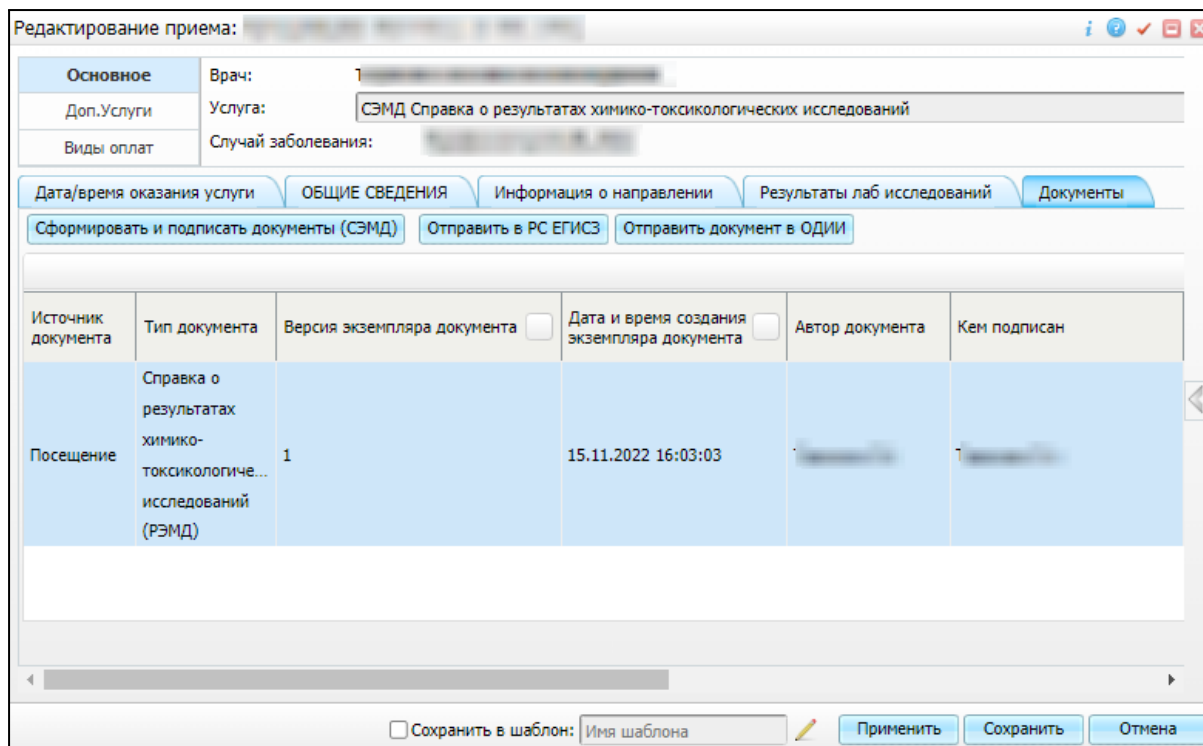 Редактирование приема:
Основное
Доп.Услуги
Виды оплат
Врач:
Услуга: СЭМД Справка о результатах химико-токсикологических исследований
Случай заболевания:
Дата/время оказания услуги ОБЩИЕ СВЕДЕНИЯ Информация о направлении Результаты лаб исследований Документы
Сформировать и подписать документы (СЭМД) Отправить в РС ЕГИСЗ Отправить документ в ОДИИ
Источник документа Тип документа Версия экземпляра документа Дата и время создания экземпляра документа Автор документа Кем подписан
Посещение
Справка о
результатах
химико-
токсикологиче...
исследований
(РЭМД)
1
15.11.2022 16:03:03
Сохранить в шаблон: Имя шаблона Применить Сохранить Отмена